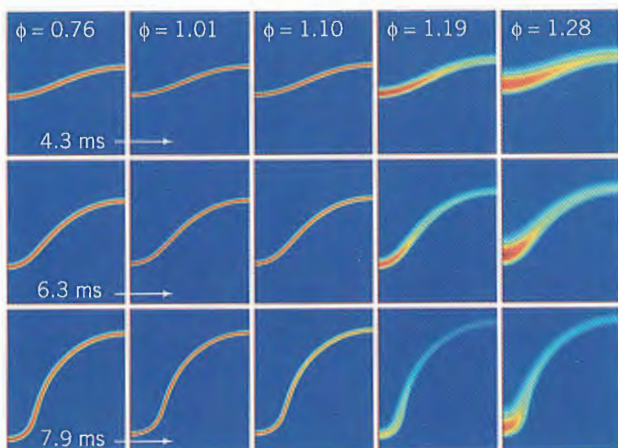 ϕ = 0.76 ϕ = 1.01 ϕ = 1.10 ϕ = 1.19 ϕ = 1.28
4.3 ms
6.3 ms
7.9 ms